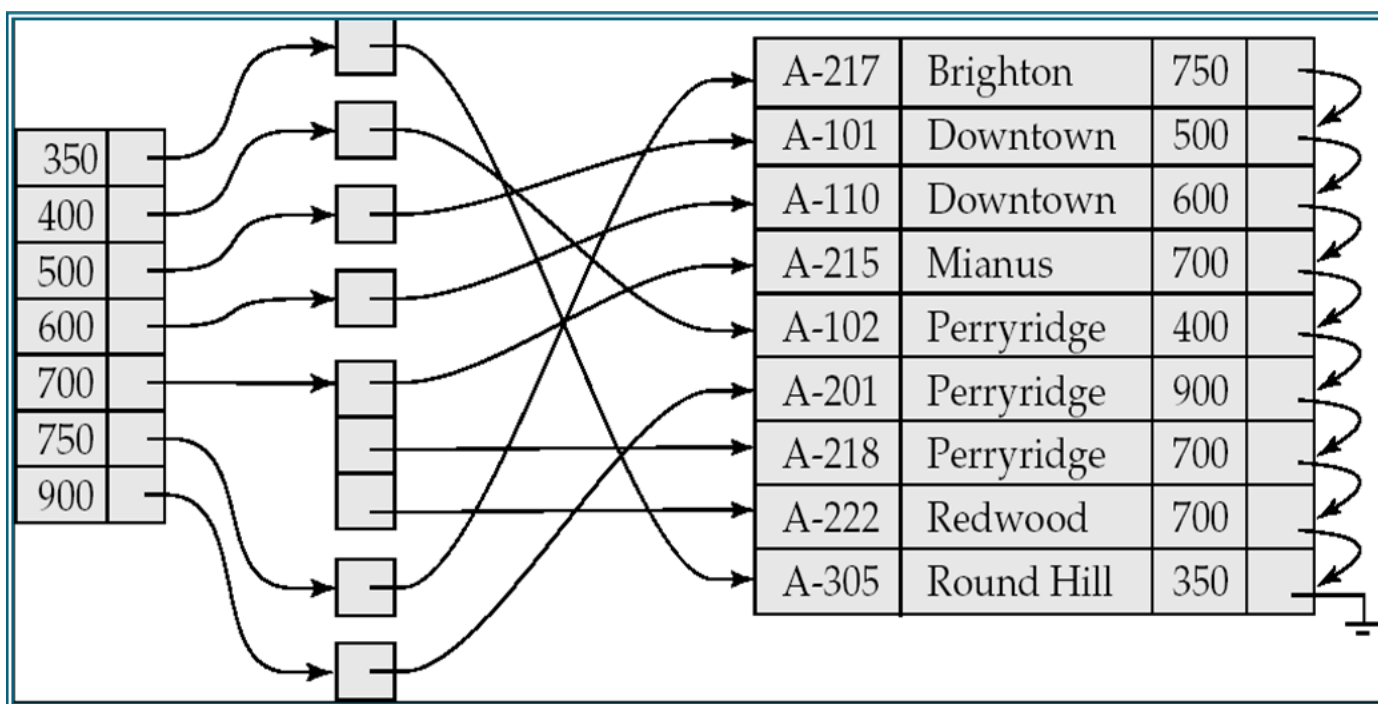 350
400
500
600
700
750
900
A-217 Brighton 750
A-101 Downtown 500
A-110 Downtown 600
A-215 Mianus 700
A-102 Perryridge 400
A-201 Perryridge 900
A-218 Perryridge 700
A-222 Redwood 700
A-305 Round Hill 350